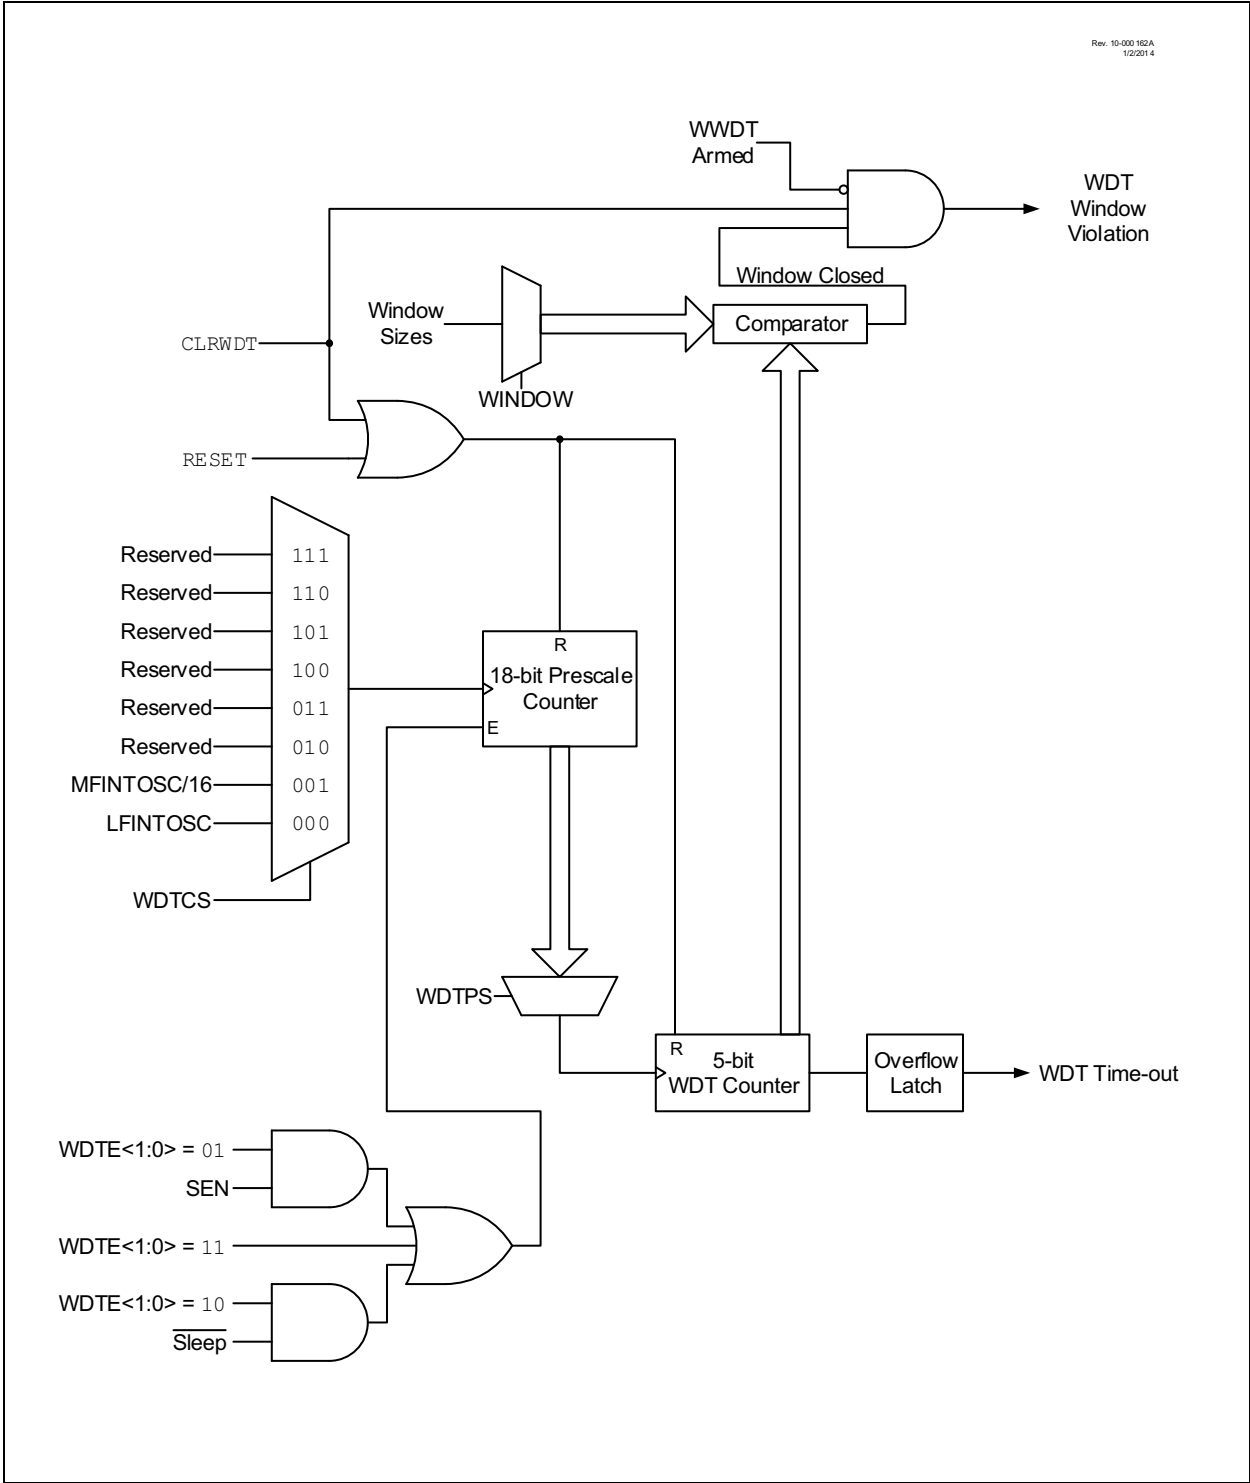 Rev. 10-000 162A
1/2/201 4
WWDT
Armed
WDT
Window
Violation
Window Closed
Window
Sizes
Comparator
CLRWDT
WINDOW
RESET
Reserved
111
Reserved
110
Reserved
101
Reserved
100
Reserved
011
Reserved
010
MFINTOSC/16
001
LFINTOSC
000
WDTCS
R
18-bit Prescale
Counter
E
WDTPS
R
5-bit
WDT Counter
Overflow
Latch
WDT Time-out
WDTE<1:0> = 01
SEN
WDTE<1:0> = 11
WDTE<1:0> = 10
Sleep